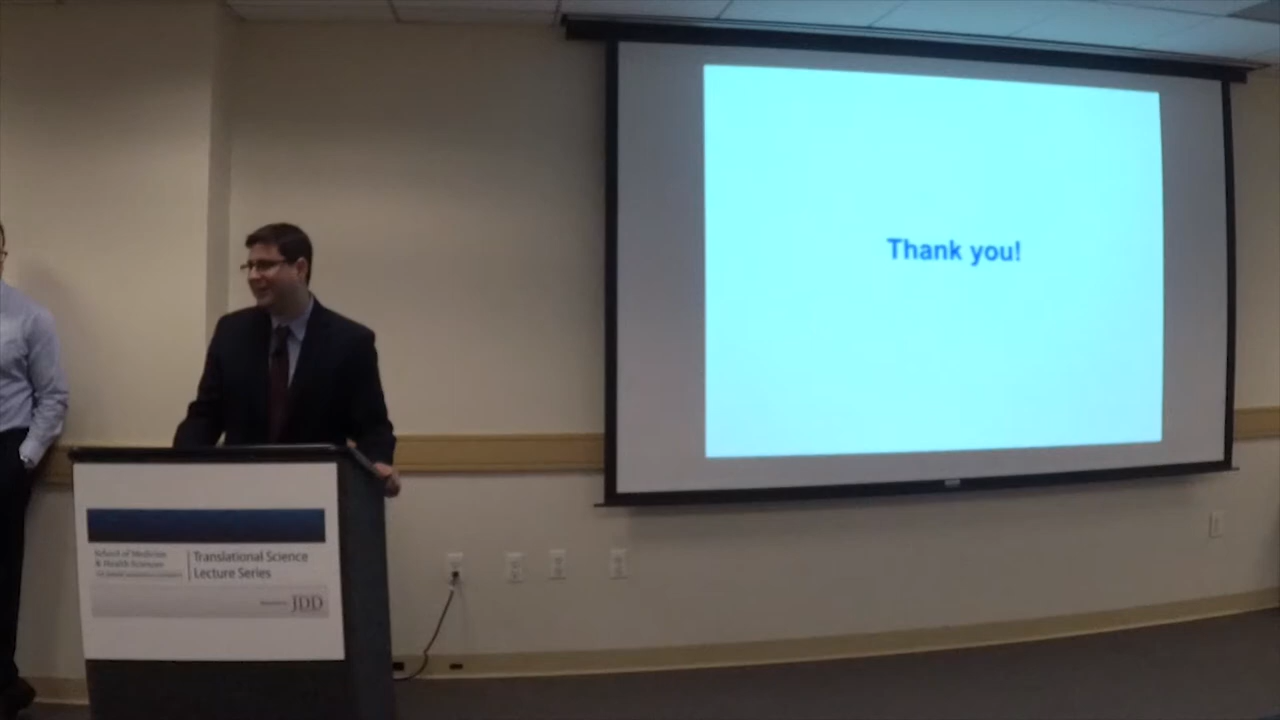 Thank you!
School of Medicine
& Health Sciences
Translational Science
Lecture Series
JDD